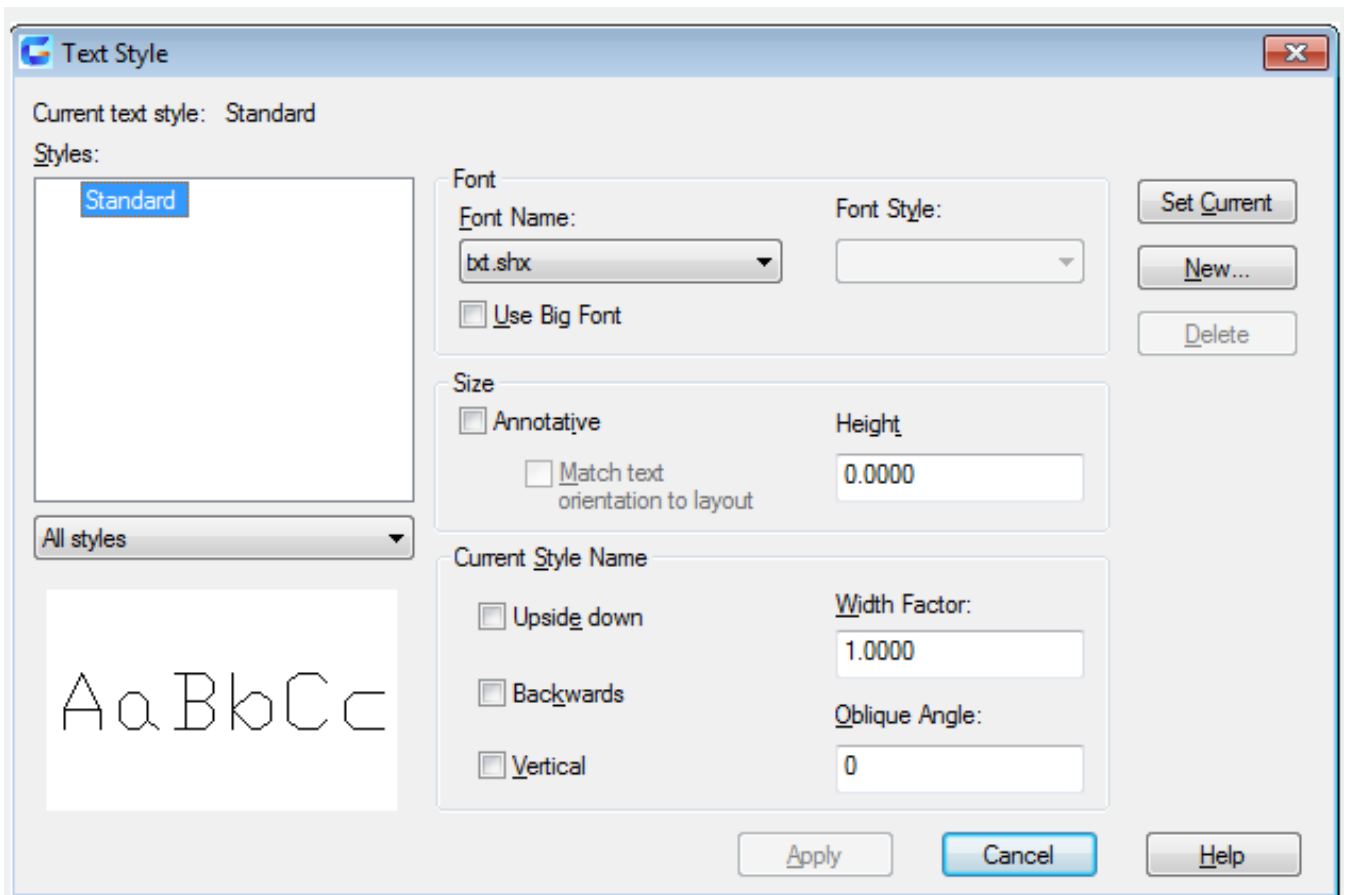 Text Style
Current text style: Standard
Styles:
Standard
All styles
AaBbCc
Font
Font Name:
txt.shx
Use Big Font
Font Style:
Size
Annotative
Match text
orientation to layout
Height
0.0000
Current Style Name
Upside down
Backwards
Vertical
Width Factor:
1.0000
Oblique Angle:
0
Set Current
New...
Delete
Apply
Cancel
Help